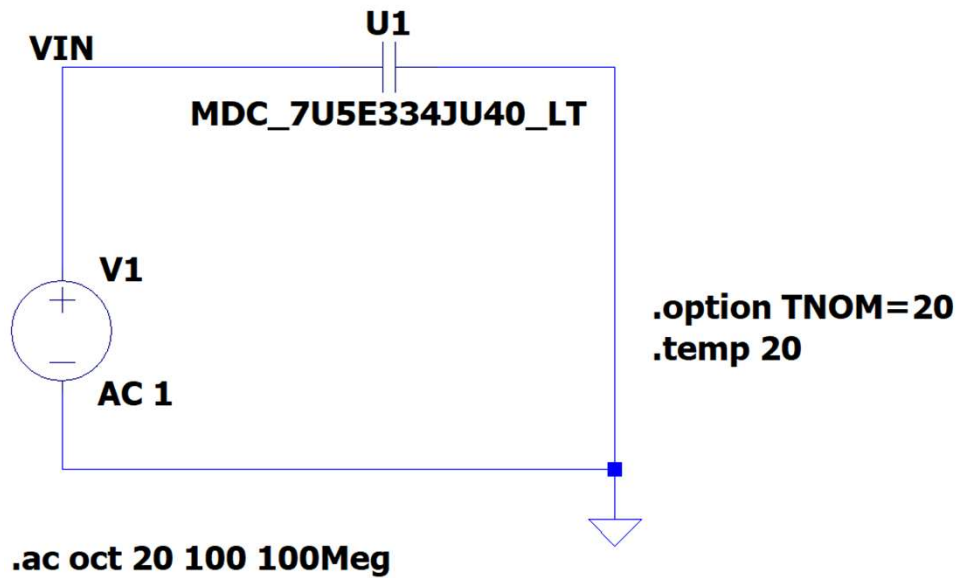 U1
VIN
MDC_7U5E334JU40_LT
V1
.option TNOM=20
.temp 20
AC 1
.ac oct 20 100 100Meg